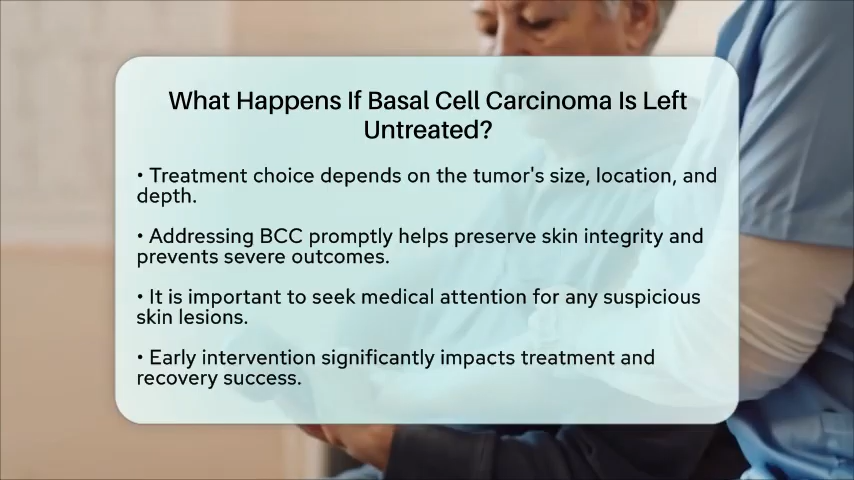 What Happens If Basal Cell Carcinoma Is Left
Untreated?
• Treatment choice depends on the tumor's size, location, and
depth.
• Addressing BCC promptly helps preserve skin integrity and
prevents severe outcomes.
• It is important to seek medical attention for any suspicious
skin lesions.
• Early intervention significantly impacts treatment and
recovery success.